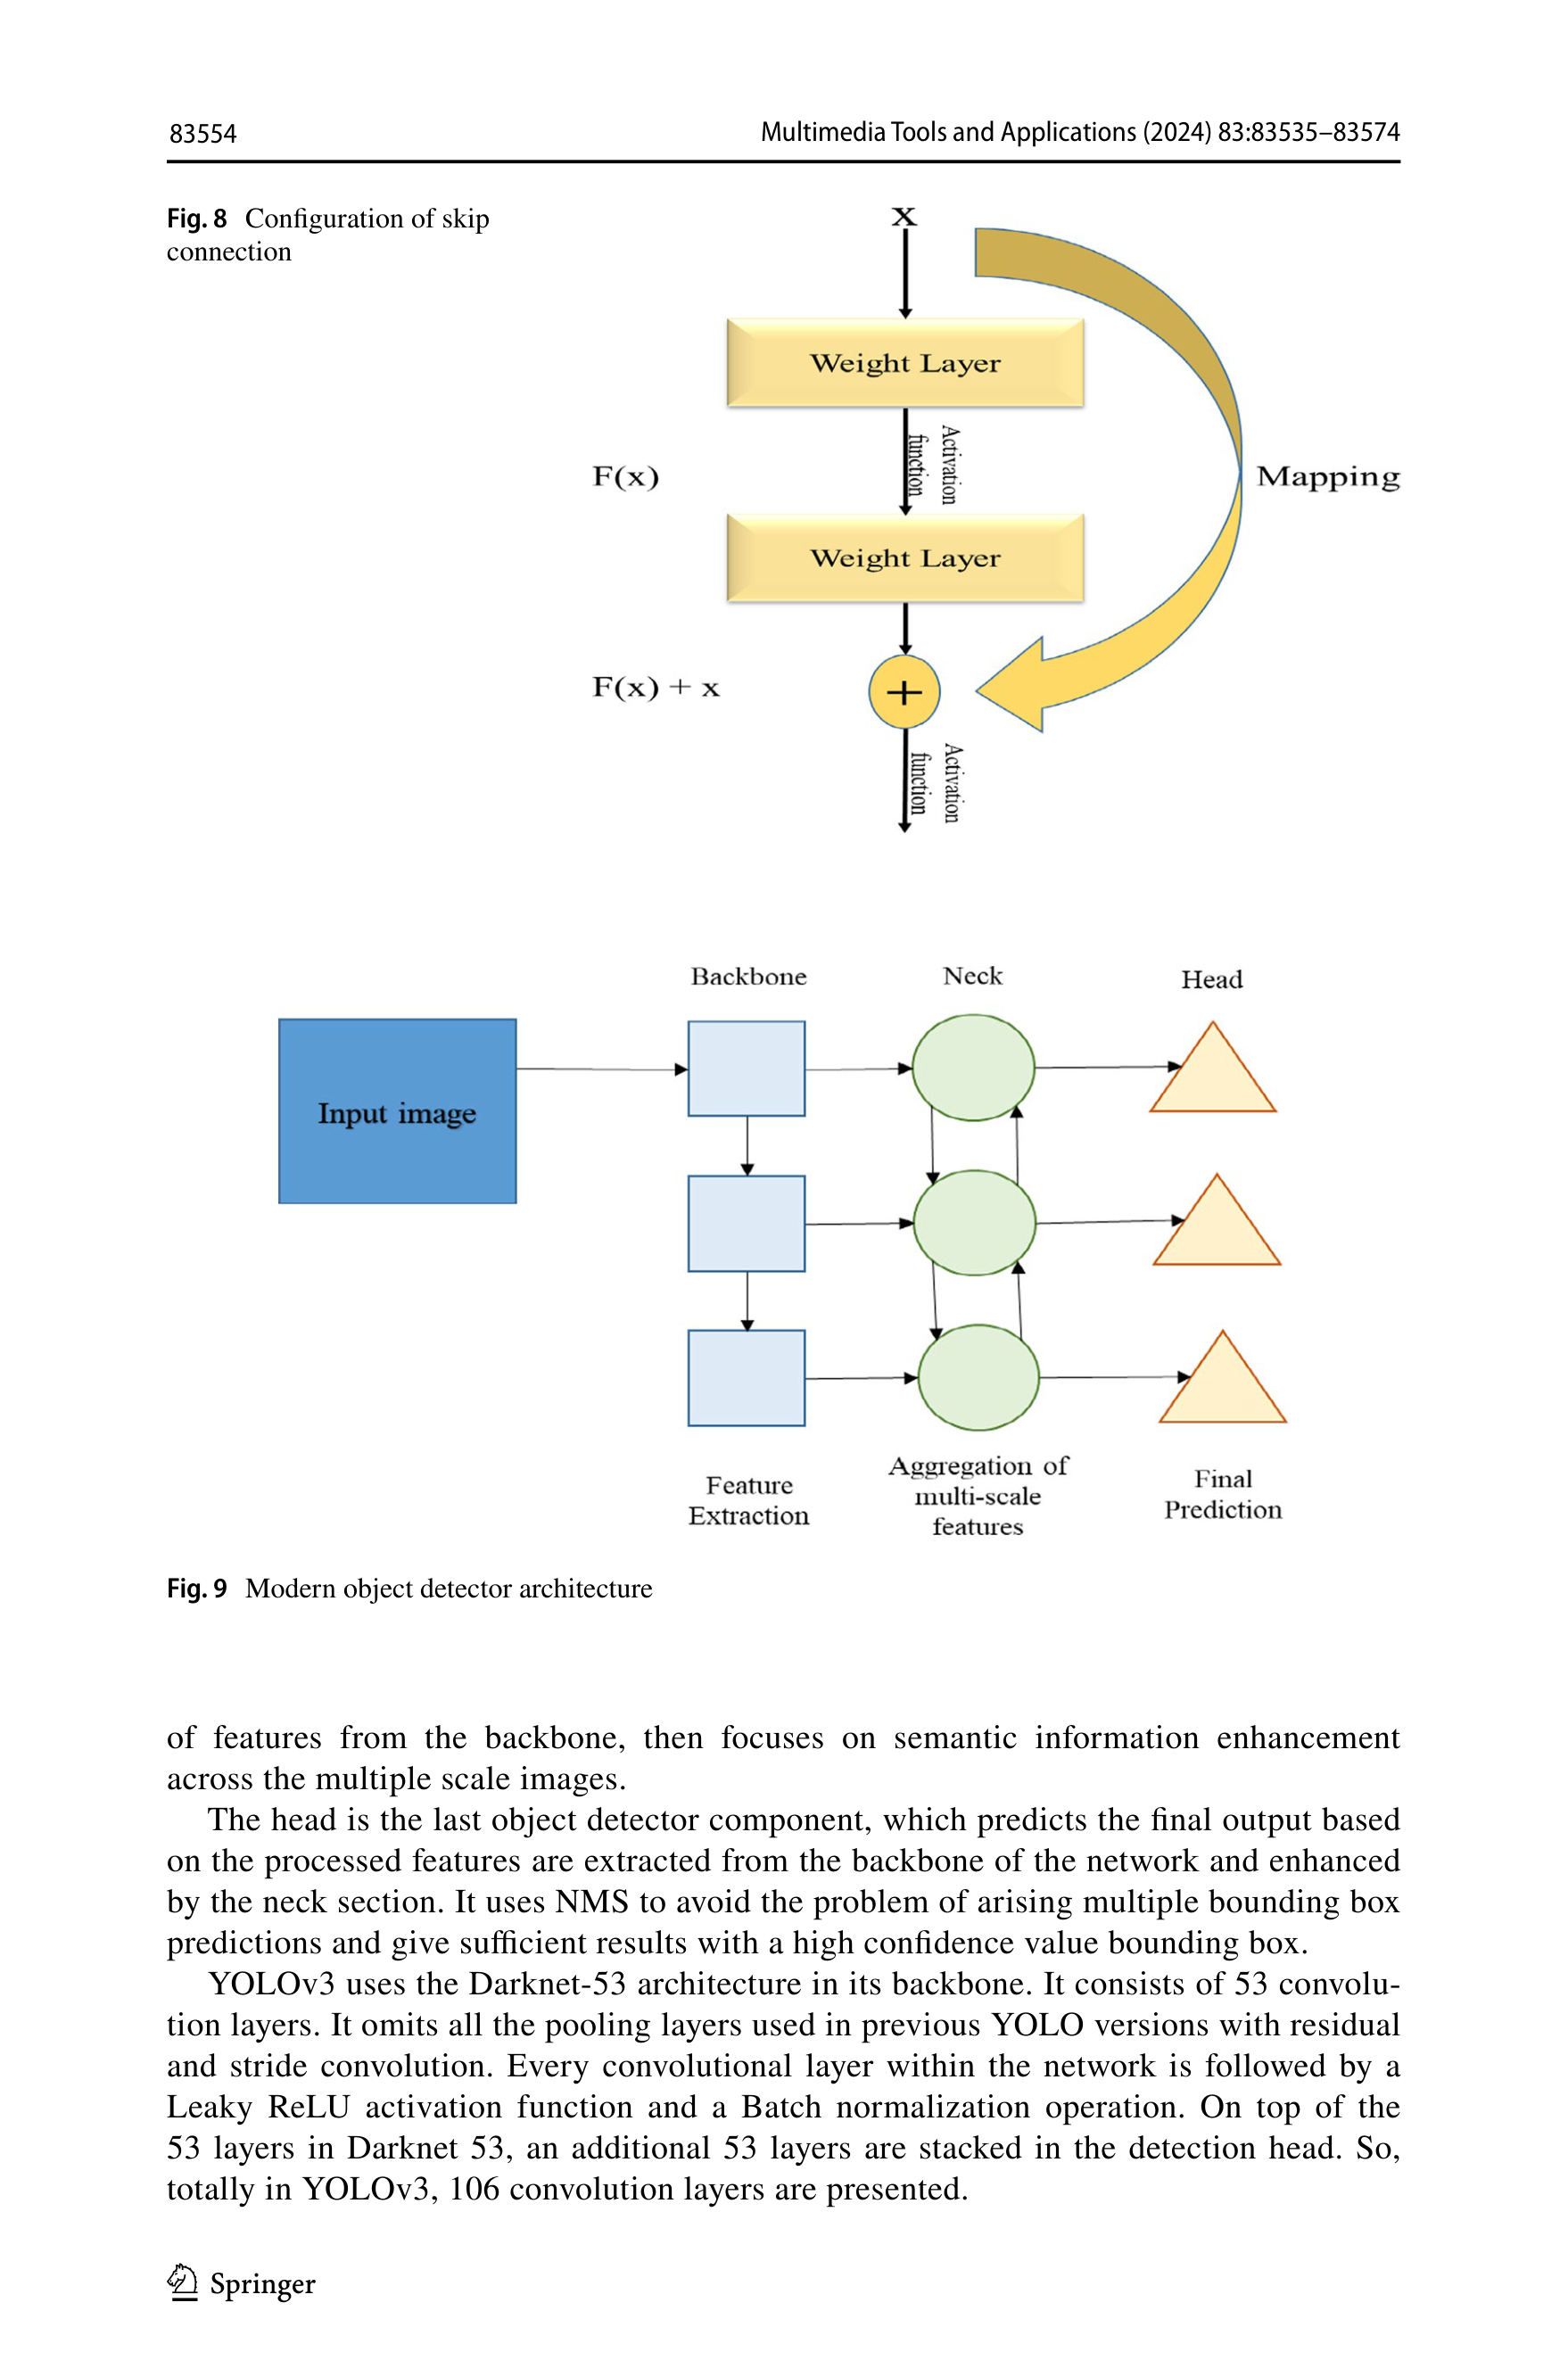 83554
Multimedia Tools and Applications (2024) 83:83535–83574
Fig. 8 Configuration of skip
connection
X
Weight Layer
Activation
function
F(x)
Mapping
Weight Layer
F(x) + x
+
Activation
function
Backbone
Neck
Head
Input image
Feature
Extraction
Aggregation of
multi-scale
features
Final
Prediction
Fig. 9 Modern object detector architecture
of features from the backbone, then focuses on semantic information enhancement
across the multiple scale images.
The head is the last object detector component, which predicts the final output based
on the processed features are extracted from the backbone of the network and enhanced
by the neck section. It uses NMS to avoid the problem of arising multiple bounding box
predictions and give sufficient results with a high confidence value bounding box.
YOLOv3 uses the Darknet-53 architecture in its backbone. It consists of 53 convolu-
tion layers. It omits all the pooling layers used in previous YOLO versions with residual
and stride convolution. Every convolutional layer within the network is followed by a
Leaky ReLU activation function and a Batch normalization operation. On top of the
53 layers in Darknet 53, an additional 53 layers are stacked in the detection head. So,
totally in YOLOv3, 106 convolution layers are presented.
Springer